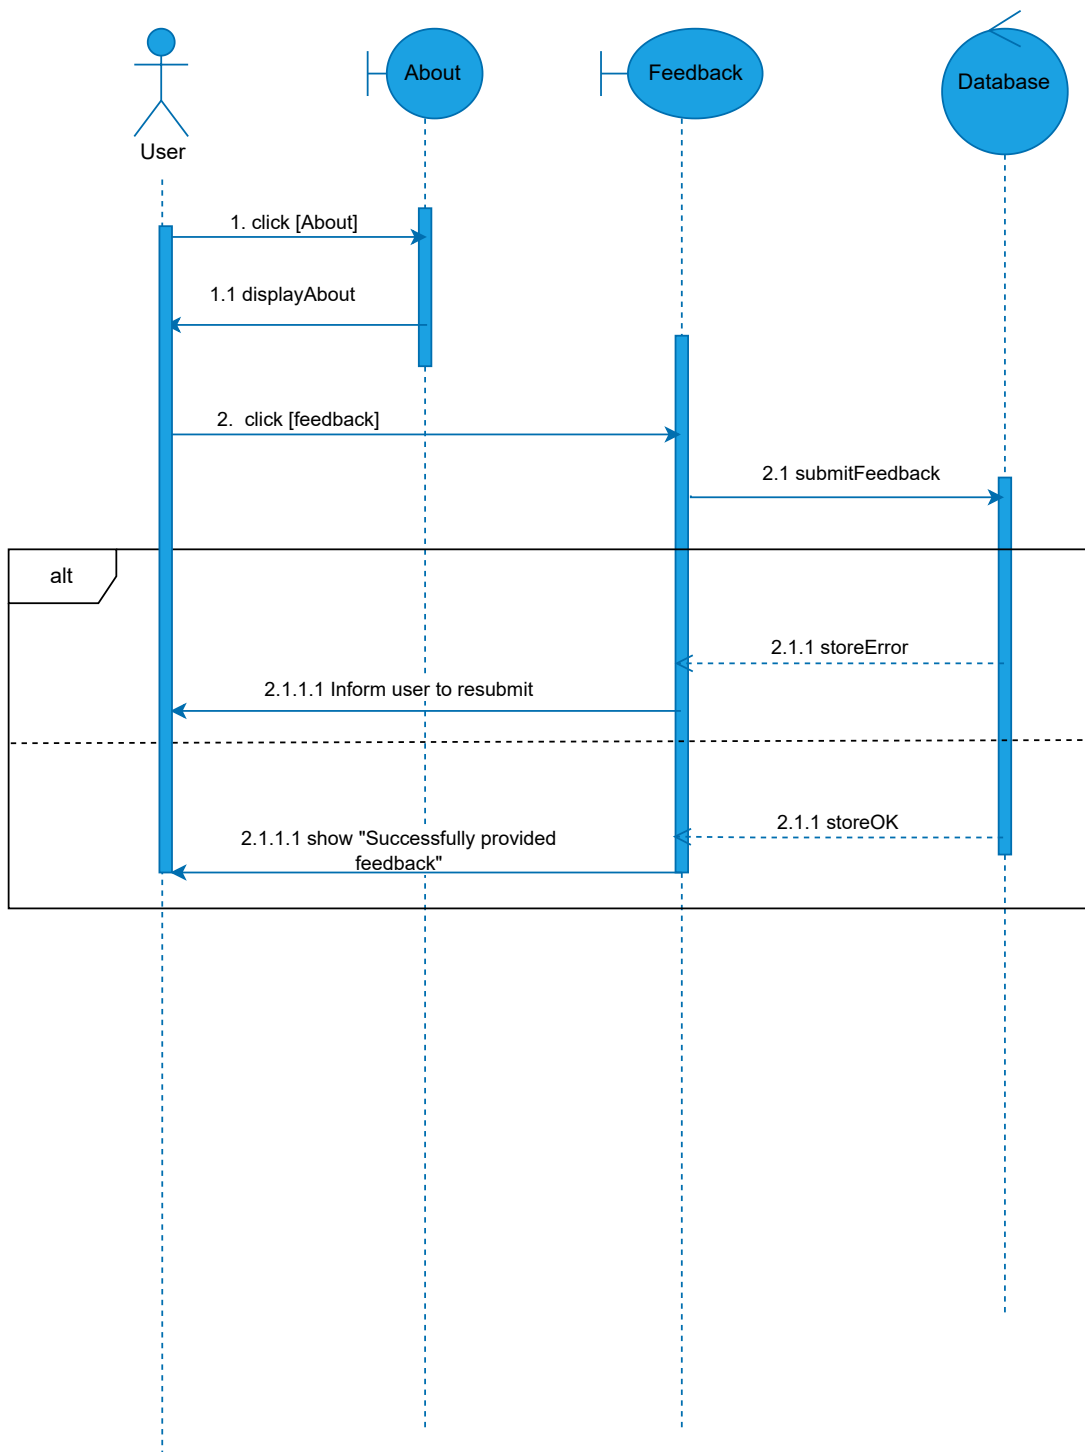 User
About
Feedback
Database
1. click [About]
1.1 displayAbout
2.  click [feedback]
2.1 submitFeedback
alt
2.1.1 storeError
2.1.1.1 Inform user to resubmit
2.1.1 storeOK
2.1.1.1 show "Successfully provided
feedback"